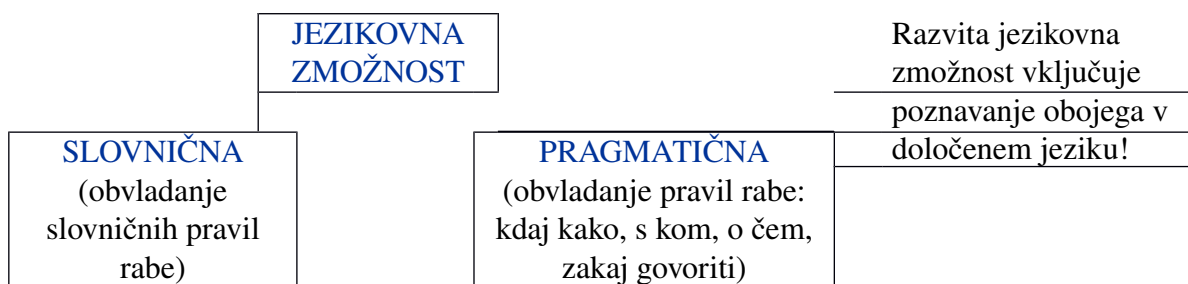 JEZIKOVNA
ZMOŽNOST
Razvita jezikovna
zmožnost vključuje
poznavanje obojega v
določenem jeziku!
SLOVNIČNA
(obvladanje
slovničnih pravil
rabe)
PRAGMATIČNA
(obvladanje pravil rabe:
kdaj kako, s kom, o čem,
zakaj govoriti)